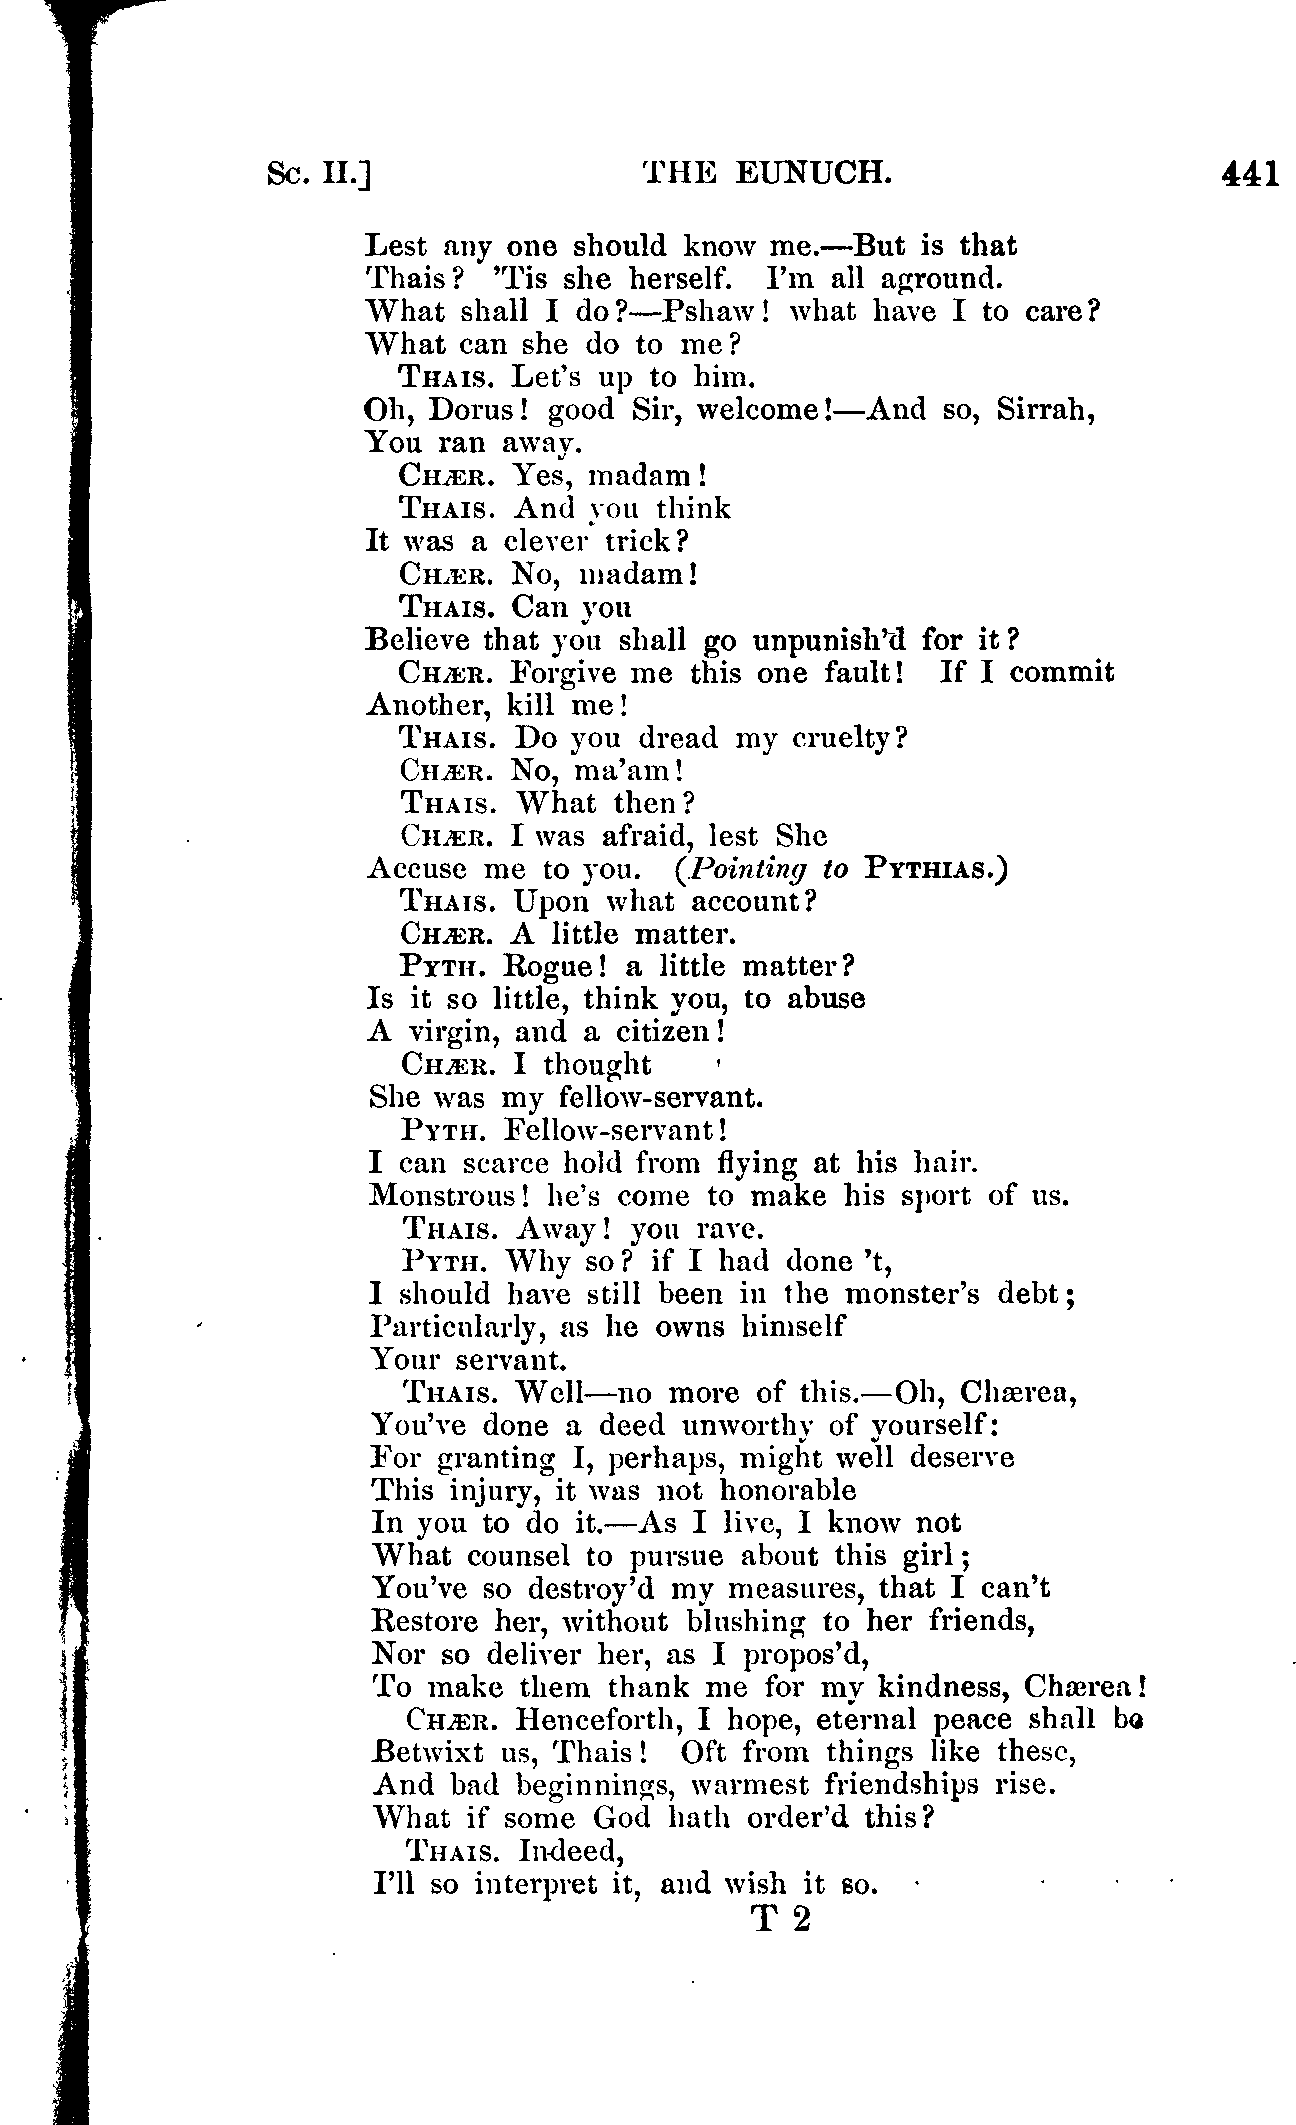 Sc. II.] THE EUNUCH. 441
Lest any one should know me.—But is that
Thais? 'Tis she herself. I'm all aground.
What shall I do?—Pshaw! what have I to care?
What can she do to me?
THAIS. Let's up to him.
Oh, Dorus! good Sir, welcome!—And so, Sirrah,
You ran away.
CHÆR. Yes, madam!
THAIS. And you think
It was a clever trick?
CHÆR. No, madam!
THAIS. Can you
Believe that you shall go unpunish'd for it?
CHÆR. Forgive me this one fault! If I commit
Another, kill me!
THAIS. Do you dread my cruelty?
CHÆR. No, ma'am!
THAIS. What then?
CHÆR. I was afraid, lest She
Accuse me to you. (Pointing to PYTHIAS.)
THAIS. Upon what account?
CHÆR. A little matter.
PYTH. Rogue! a little matter?
Is it so little, think you, to abuse
A virgin, and a citizen!
CHÆR. I thought
She was my fellow-servant.
PYTH. Fellow-servant!
I can scarce hold from flying at his hair.
Monstrous! he's come to make his sport of us.
THAIS. Away! you rave.
PYTH. Why so? if I had done 't,
I should have still been in the monster's debt;
Particularly, as he owns himself
Your servant.
THAIS. Well—no more of this.—Oh, Chærea,
You've done a deed unworthy of yourself:
For granting I, perhaps, might well deserve
This injury, it was not honorable
In you to do it.—As I live, I know not
What counsel to pursue about this girl;
You've so destroy'd my measures, that I can't
Restore her, without blushing to her friends,
Nor so deliver her, as I propos'd,
To make them thank me for my kindness, Chærea!
CHÆR. Henceforth, I hope, eternal peace shall be
Betwixt us, Thais! Oft from things like these,
And bad beginnings, warmest friendships rise.
What if some God hath order'd this?
THAIS. Indeed,
I'll so interpret it, and wish it so.
T 2